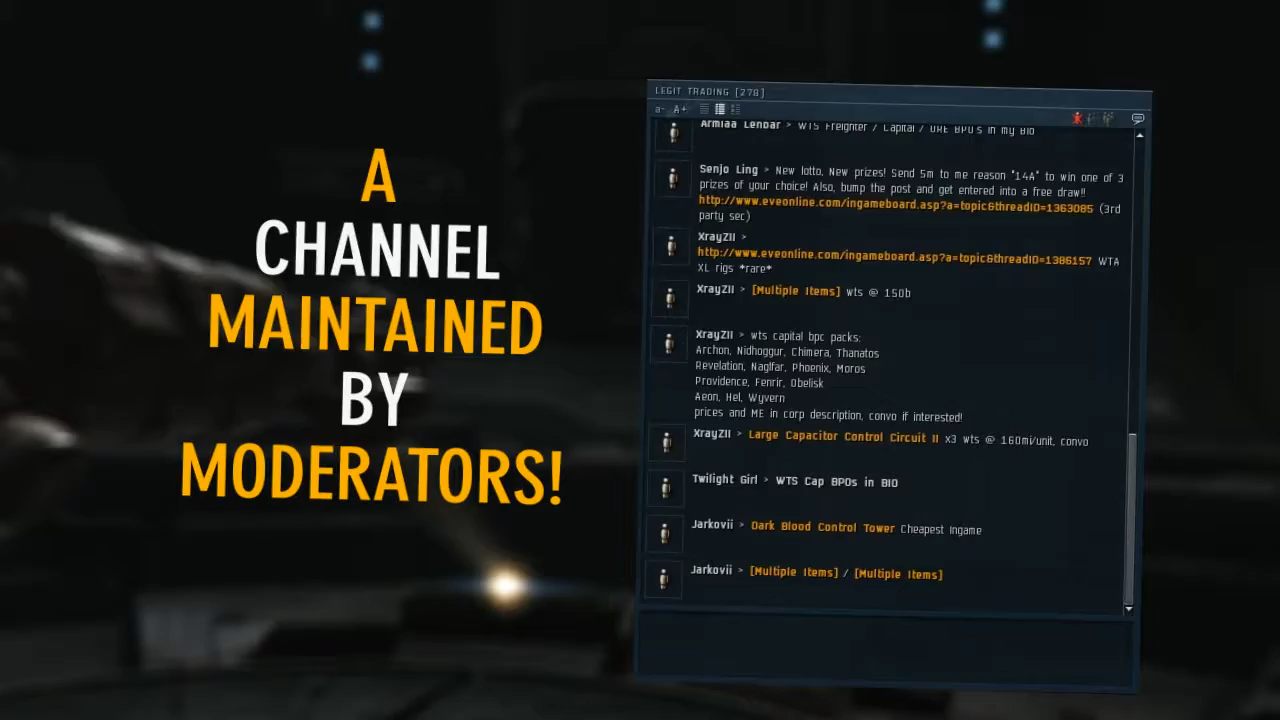 A
CHANNEL
MAINTAINED
BY
MODERATORS!
LEGIT TRADING [278]
a- A+
Armiaa Lenbar > WTS Freighter / Capital / ORE BPO's in my BIO
Senjo Ling > New lotto, New prizes! Send 5m to me reason "14A" to win one of 3
prizes of your choice! Also, bump the post and get entered into a free draw!!
http://www.eveonline.com/ingameboard.asp?a=topic&threadID=1363085 (3rd
party sec)
XrayZII >
http://www.eveonline.com/ingameboard.asp?a=topic&threadID=1386157 WTA
XL rigs *rare*
XrayZII > [Multiple Items] wts @ 150b
XrayZII > wts capital bpc packs:
Archon, Nidhoggur, Chimera, Thanatos
Revelation, Naglfar, Phoenix, Moros
Providence, Fenrir, Obelisk
Aeon, Hel, Wyvern
prices and ME in corp description, convo if interested!
XrayZII > Large Capacitor Control Circuit II x3 wts @ 160mi/unit, convo
Twilight Girl > WTS Cap BPOs in BIO
Jarkovii > Dark Blood Control Tower Cheapest Ingame
Jarkovii > [Multiple Items] / [Multiple Items]